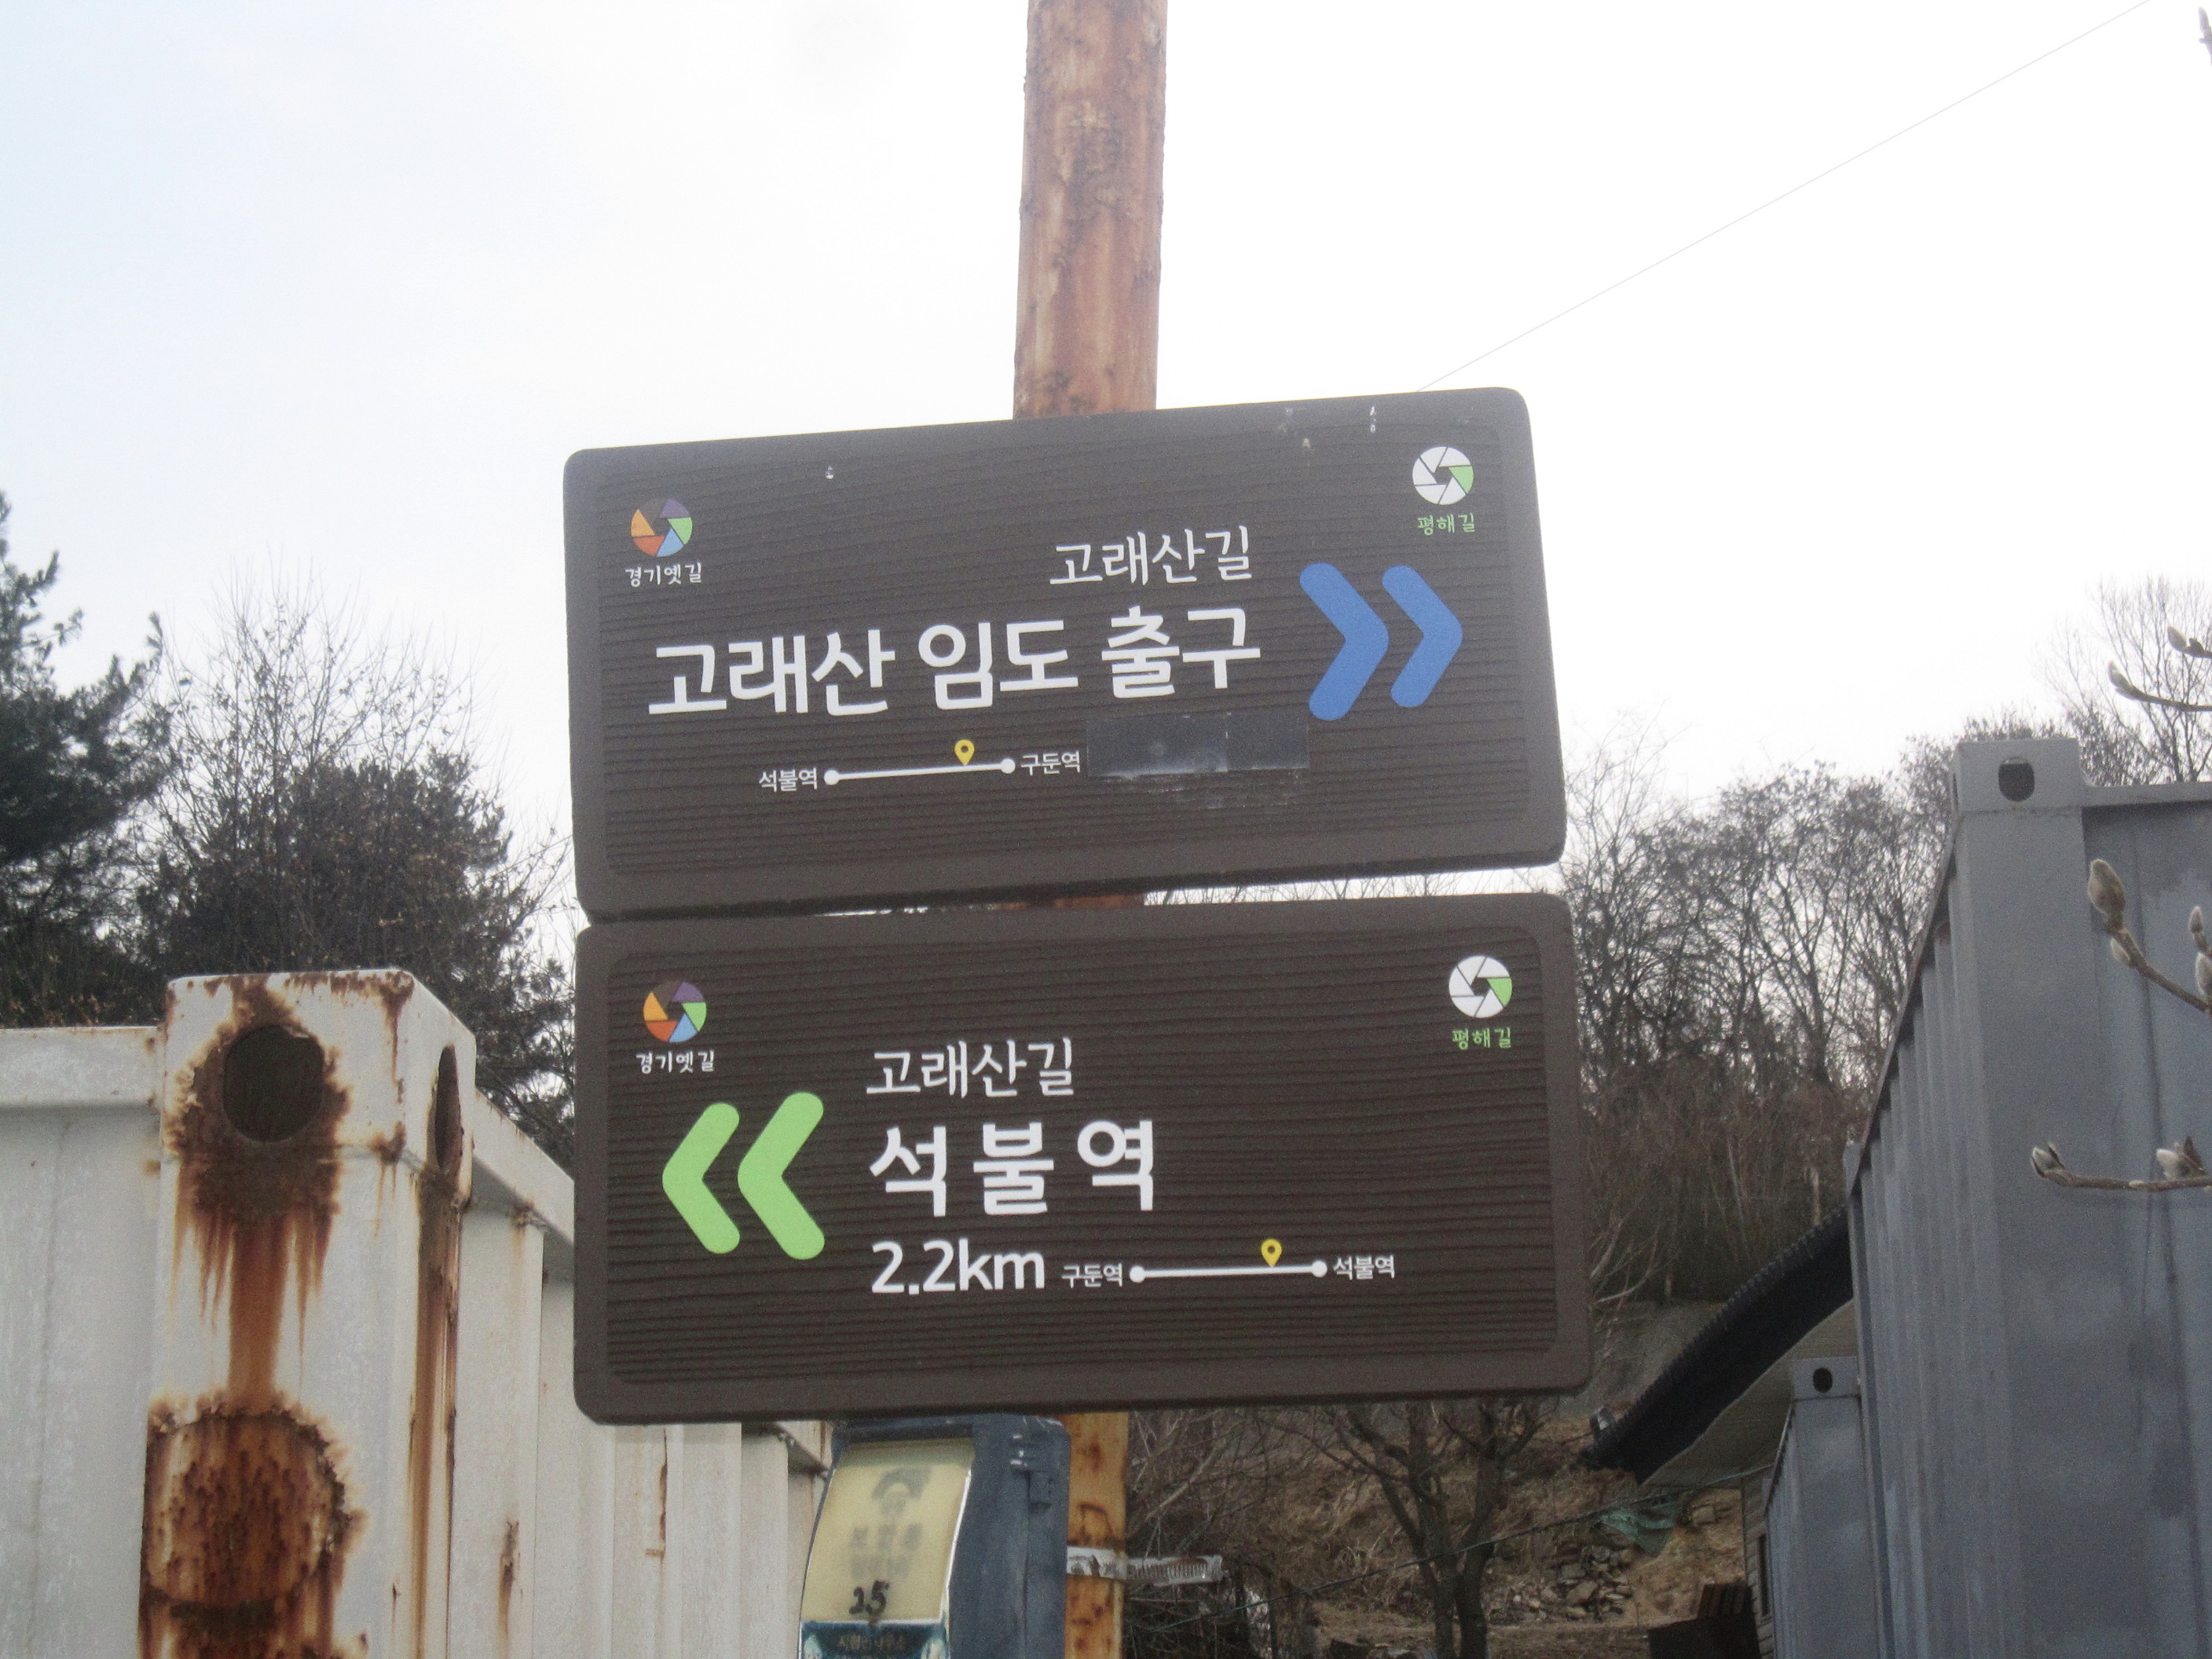 경기옛길
평해길
고래산길
고래산 임도 출구
석불역
구둔역
경기옛길
평해길
고래산길
석불역
2.2km
구둔역
석불역
25